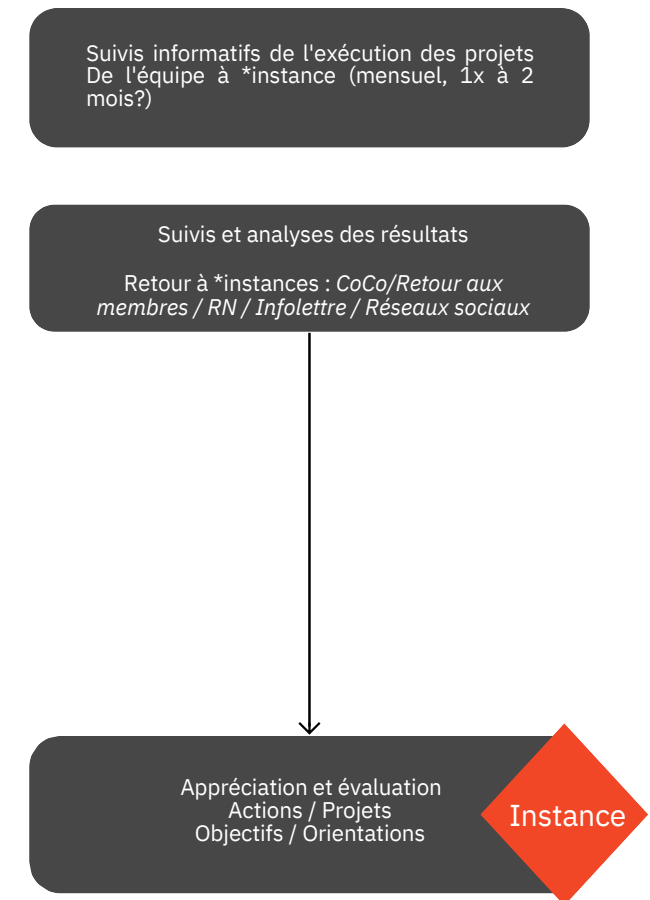 Suivis informatifs de l'exécution des projets
De l'équipe à *instance (mensuel, 1x à 2
mois?)
Suivis et analyses des résultats
Retour à *instances : CoCo/Retour aux
membres / RN / Infolettre / Réseaux sociaux
Appréciation et évaluation
Actions / Projets
Objectifs / Orientations
Instance